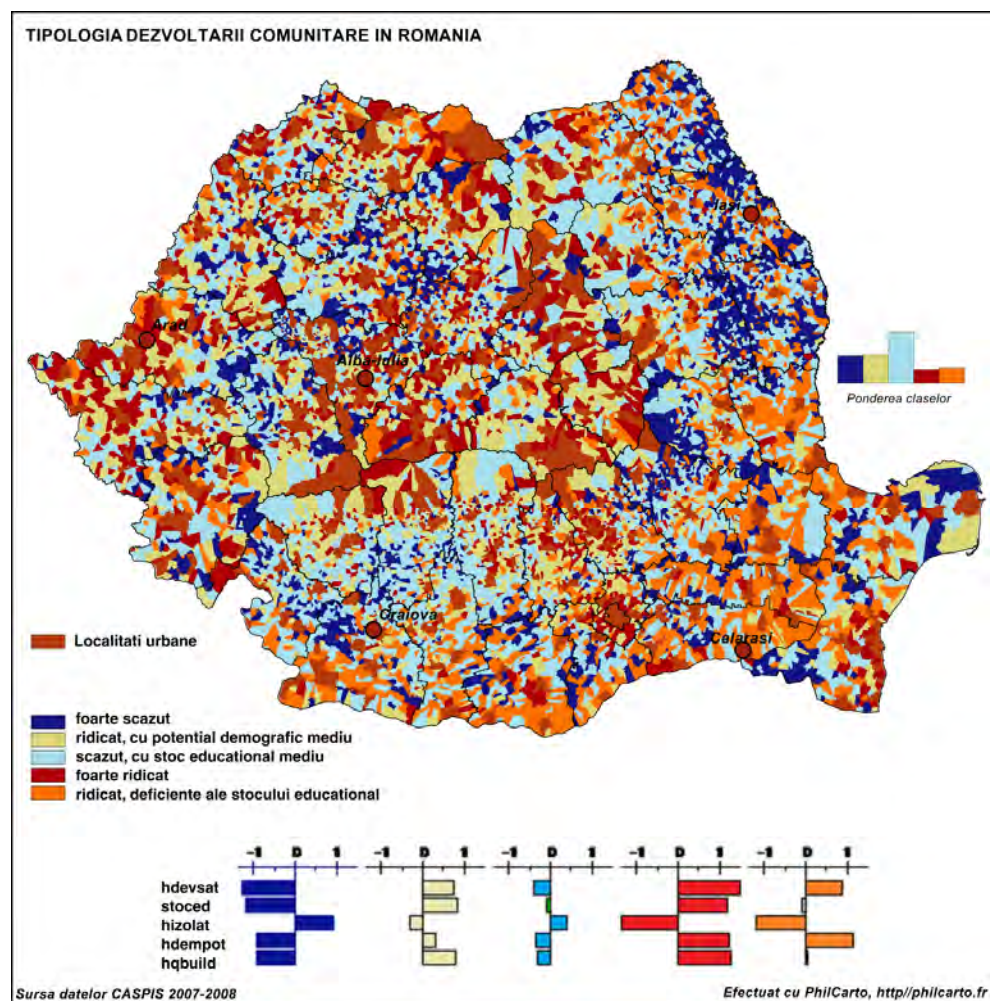 TIPOLOGIA DEZVOLTARII COMUNITARE IN ROMANIA
Iasi
Arad
Alba-Iulia
Ponderea claselor
Craiova
Calarasi
Localitati urbane
foarte scazut
ridicat, cu potential demografic mediu
scazut, cu stoc educational mediu
foarte ridicat
ridicat, deficiente ale stocului educational
-1 0 1 -1 0 1 -1 0 1 -1 0 1 -1 0 1
hdevsat
stoced
hizolat
hdempot
hqbuild
Sursa datelor CASPIS 2007-2008
Efectuat cu PhilCarto, http//philcarto.fr